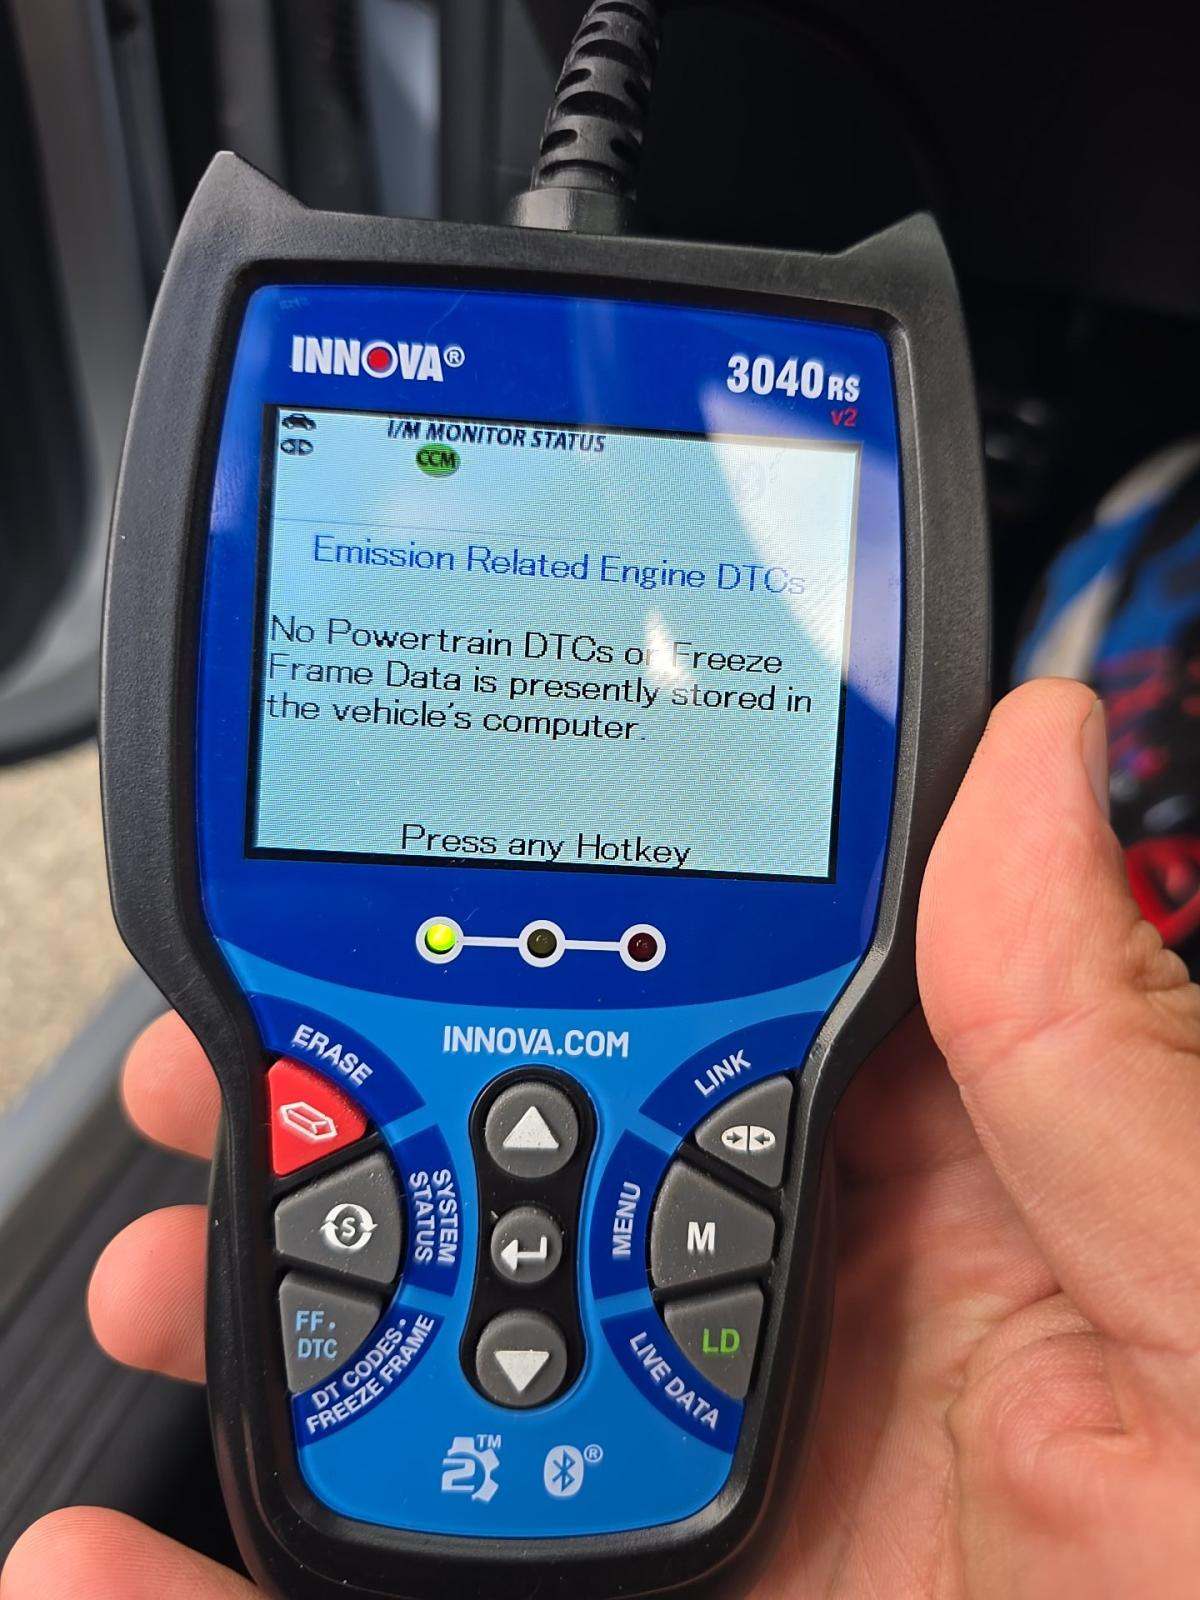 INNOVA®
3040RS
v2
I/M MONITOR STATUS
CCM
Emission Related Engine DTCs
No Powertrain DTCs or Freeze
Frame Data is presently stored in
the vehicle's computer.
Press any Hotkey
INNOVA.COM
ERASE
LINK
SYSTEM
STATUS
S
MENU
M
FF.
DTC
DT CODES•
FREEZE FRAME
LD
LIVE DATA
2™
®